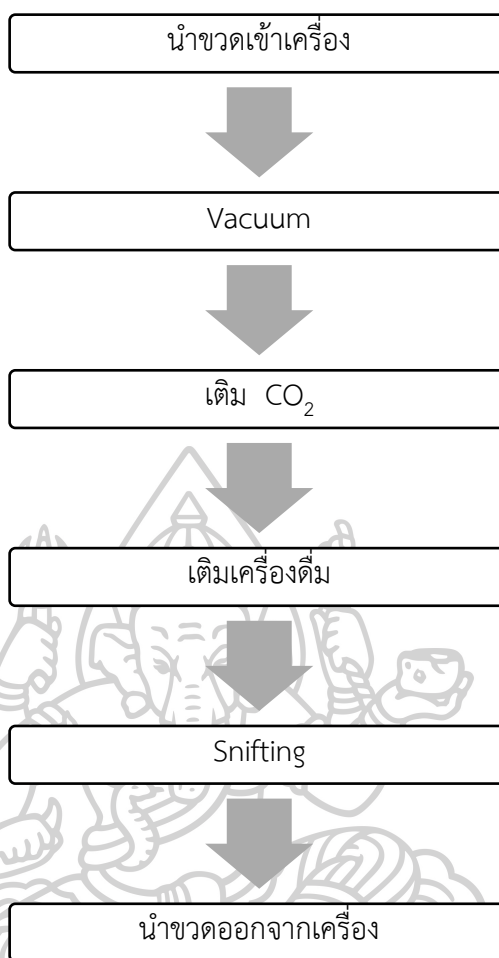 นำขวดเข้าเครื่อง
Vacuum
เติม CO₂
เติมเครื่องดื่ม
Snifting
นำขวดออกจากเครื่อง